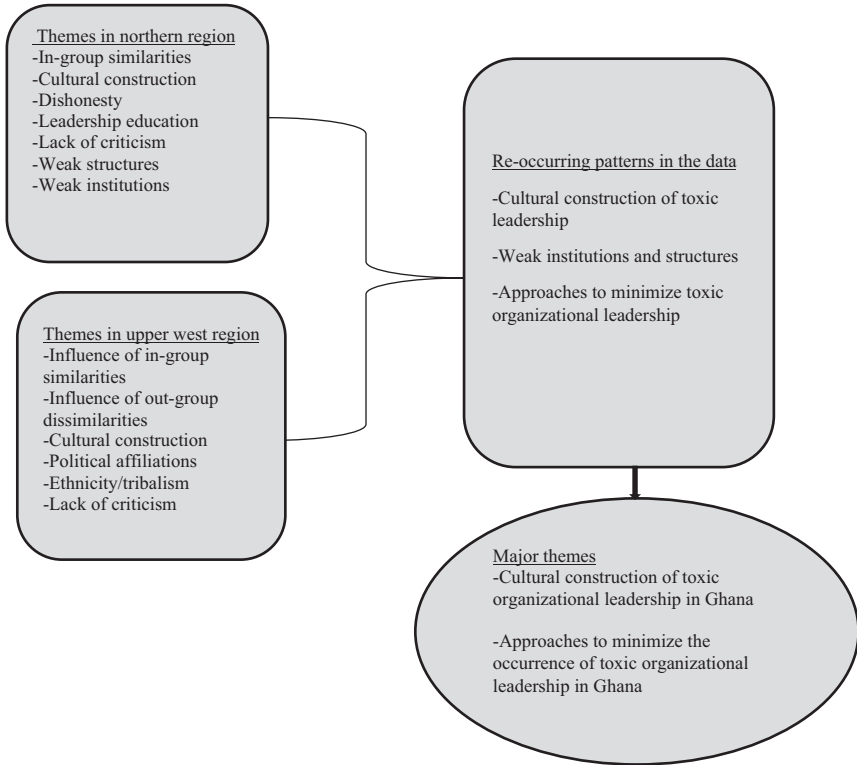 Themes in northern region
-In-group similarities
-Cultural construction
-Dishonesty
-Leadership education
-Lack of criticism
-Weak structures
-Weak institutions
Themes in upper west region
-Influence of in-group
similarities
-Influence of out-group
dissimilarities
-Cultural construction
-Political affiliations
-Ethnicity/tribalism
-Lack of criticism
Re-occurring patterns in the data
-Cultural construction of toxic
leadership
-Weak institutions and structures
-Approaches to minimize toxic
organizational leadership
Major themes
-Cultural construction of toxic
organizational leadership in Ghana
-Approaches to minimize the
occurrence of toxic organizational
leadership in Ghana